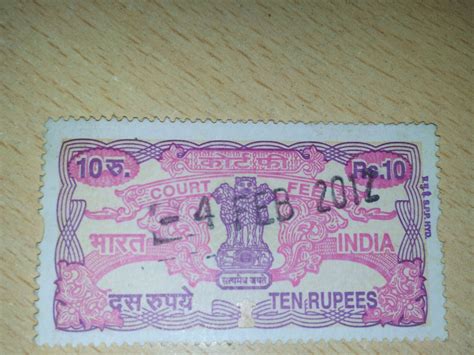 कोर्ट फी
10 रु. Rs.10
COURT FEE
- 4 FEB 2012
भारत INDIA
सत्यमेव जयते
दस रुपये TEN RUPEES